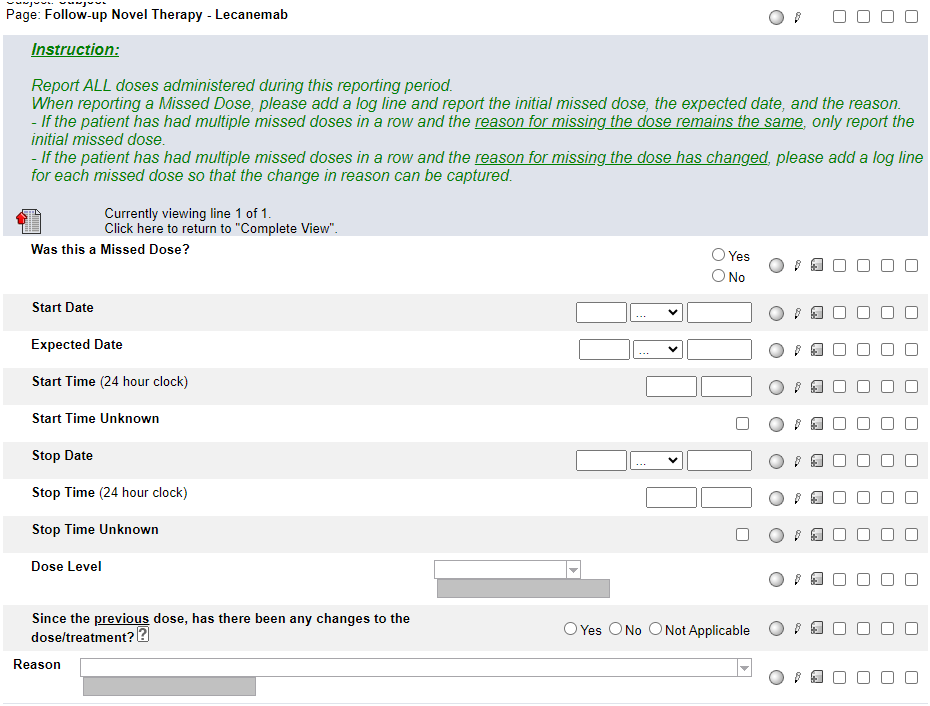 Subject: Subject
Page: Follow-up Novel Therapy - Lecanemab
Instruction:
Report ALL doses administered during this reporting period.
When reporting a Missed Dose, please add a log line and report the initial missed dose, the expected date, and the reason.
- If the patient has had multiple missed doses in a row and the reason for missing the dose remains the same, only report the
initial missed dose.
- If the patient has had multiple missed doses in a row and the reason for missing the dose has changed, please add a log line
for each missed dose so that the change in reason can be captured.
Currently viewing line 1 of 1.
Click here to return to "Complete View".
Was this a Missed Dose?
Yes
No
Start Date
...
Expected Date
...
Start Time (24 hour clock)
Start Time Unknown
Stop Date
...
Stop Time (24 hour clock)
Stop Time Unknown
Dose Level
Since the previous dose, has there been any changes to the
dose/treatment? ?
Yes No Not Applicable
Reason